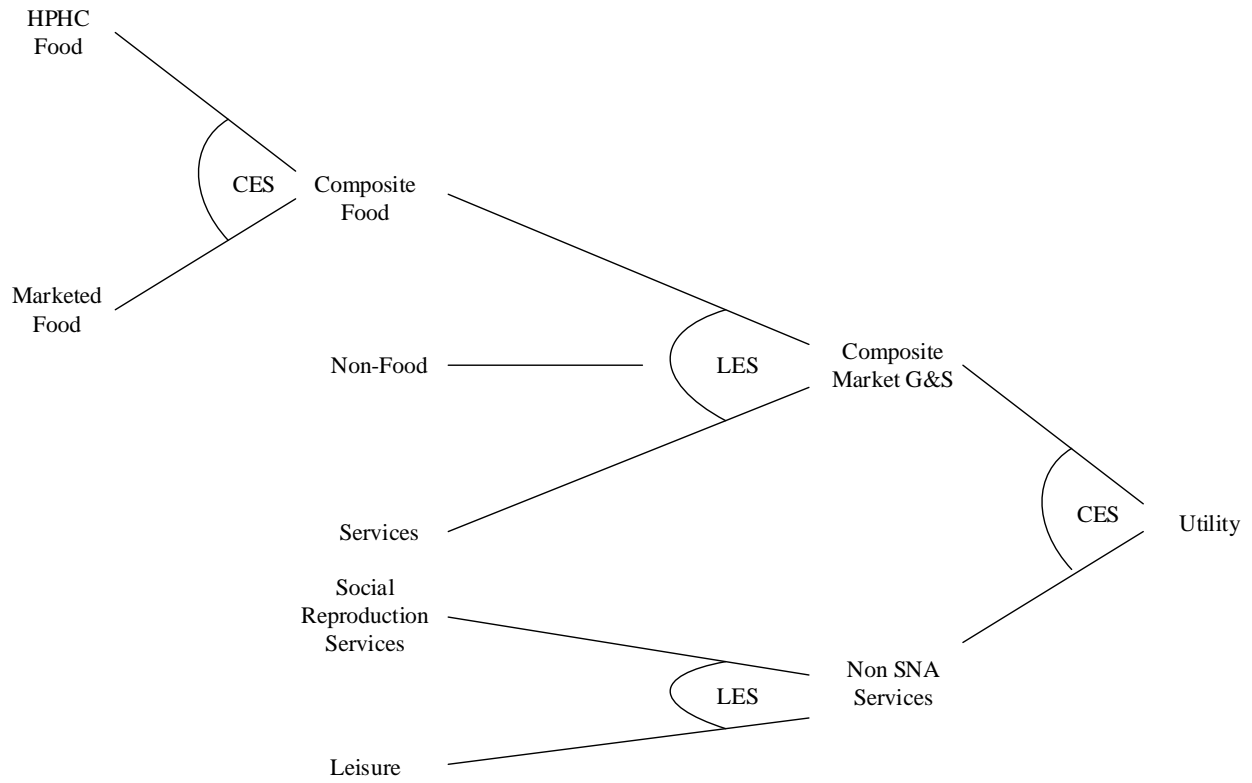 HPHC
Food
CES
Composite
Food
Marketed
Food
Non-Food
LES
Composite
Market G&S
Services
CES
Utility
Social
Reproduction
Services
LES
Non SNA
Services
Leisure